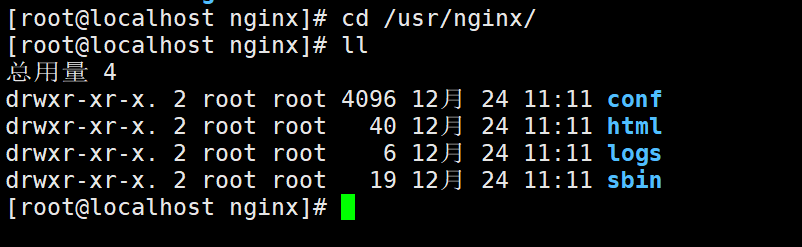 [root@localhost nginx]# cd /usr/nginx/
[root@localhost nginx]# ll
总用量 4
drwxr-xr-x. 2 root root 4096 12月 24 11:11 conf
drwxr-xr-x. 2 root root   40 12月 24 11:11 html
drwxr-xr-x. 2 root root    6 12月 24 11:11 logs
drwxr-xr-x. 2 root root   19 12月 24 11:11 sbin
[root@localhost nginx]#